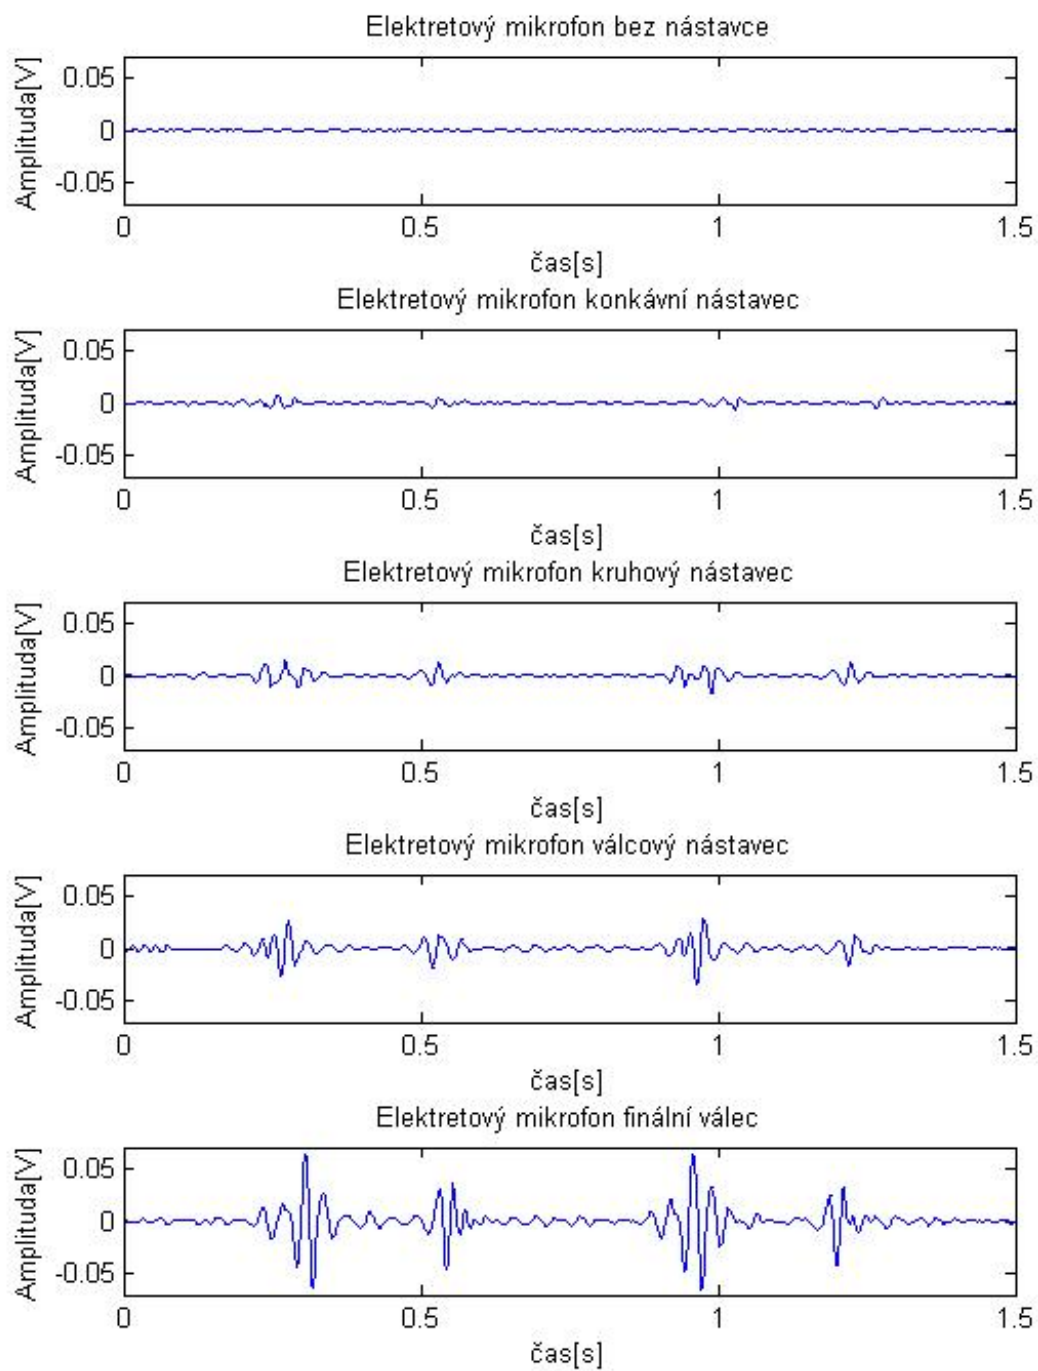 Elektretový mikrofon bez nástavce
Amplituda[V]
0.05
0
-0.05
0 0.5 1 1.5
čas[s]
Elektretový mikrofon konkávní nástavec
Amplituda[V]
0.05
0
-0.05
0 0.5 1 1.5
čas[s]
Elektretový mikrofon kruhový nástavec
Amplituda[V]
0.05
0
-0.05
0 0.5 1 1.5
čas[s]
Elektretový mikrofon válcový nástavec
Amplituda[V]
0.05
0
-0.05
0 0.5 1 1.5
čas[s]
Elektretový mikrofon finální válec
Amplituda[V]
0.05
0
-0.05
0 0.5 1 1.5
čas[s]